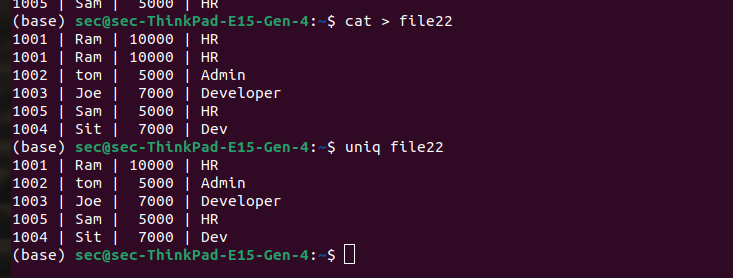 1005 | Sam |  5000 | HR
(base) sec@sec-ThinkPad-E15-Gen-4:~$ cat > file22
1001 | Ram | 10000 | HR
1001 | Ram | 10000 | HR
1002 | tom |  5000 | Admin
1003 | Joe |  7000 | Developer
1005 | Sam |  5000 | HR
1004 | Sit |  7000 | Dev
(base) sec@sec-ThinkPad-E15-Gen-4:~$ uniq file22
1001 | Ram | 10000 | HR
1002 | tom |  5000 | Admin
1003 | Joe |  7000 | Developer
1005 | Sam |  5000 | HR
1004 | Sit |  7000 | Dev
(base) sec@sec-ThinkPad-E15-Gen-4:~$